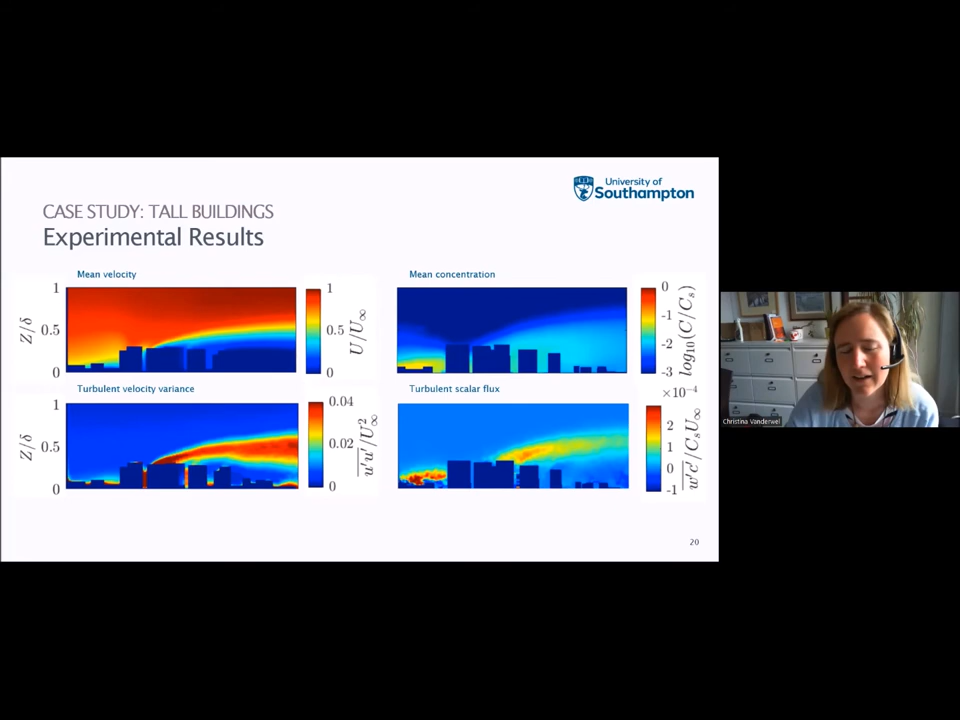 University of
Southampton
CASE STUDY: TALL BUILDINGS
Experimental Results
Mean velocity
Mean concentration
1
0.5
0
Z/δ
1
0.5
0
U/U∞
0
-1
-2
-3
log10(C/Cs)
Turbulent velocity variance
Turbulent scalar flux
×10⁻⁴
1
0.5
0
Z/δ
0.04
0.02
0
u'u'/U²∞
2
1
0
-1
w'c'/CsU∞
20
Christina Vanderwel